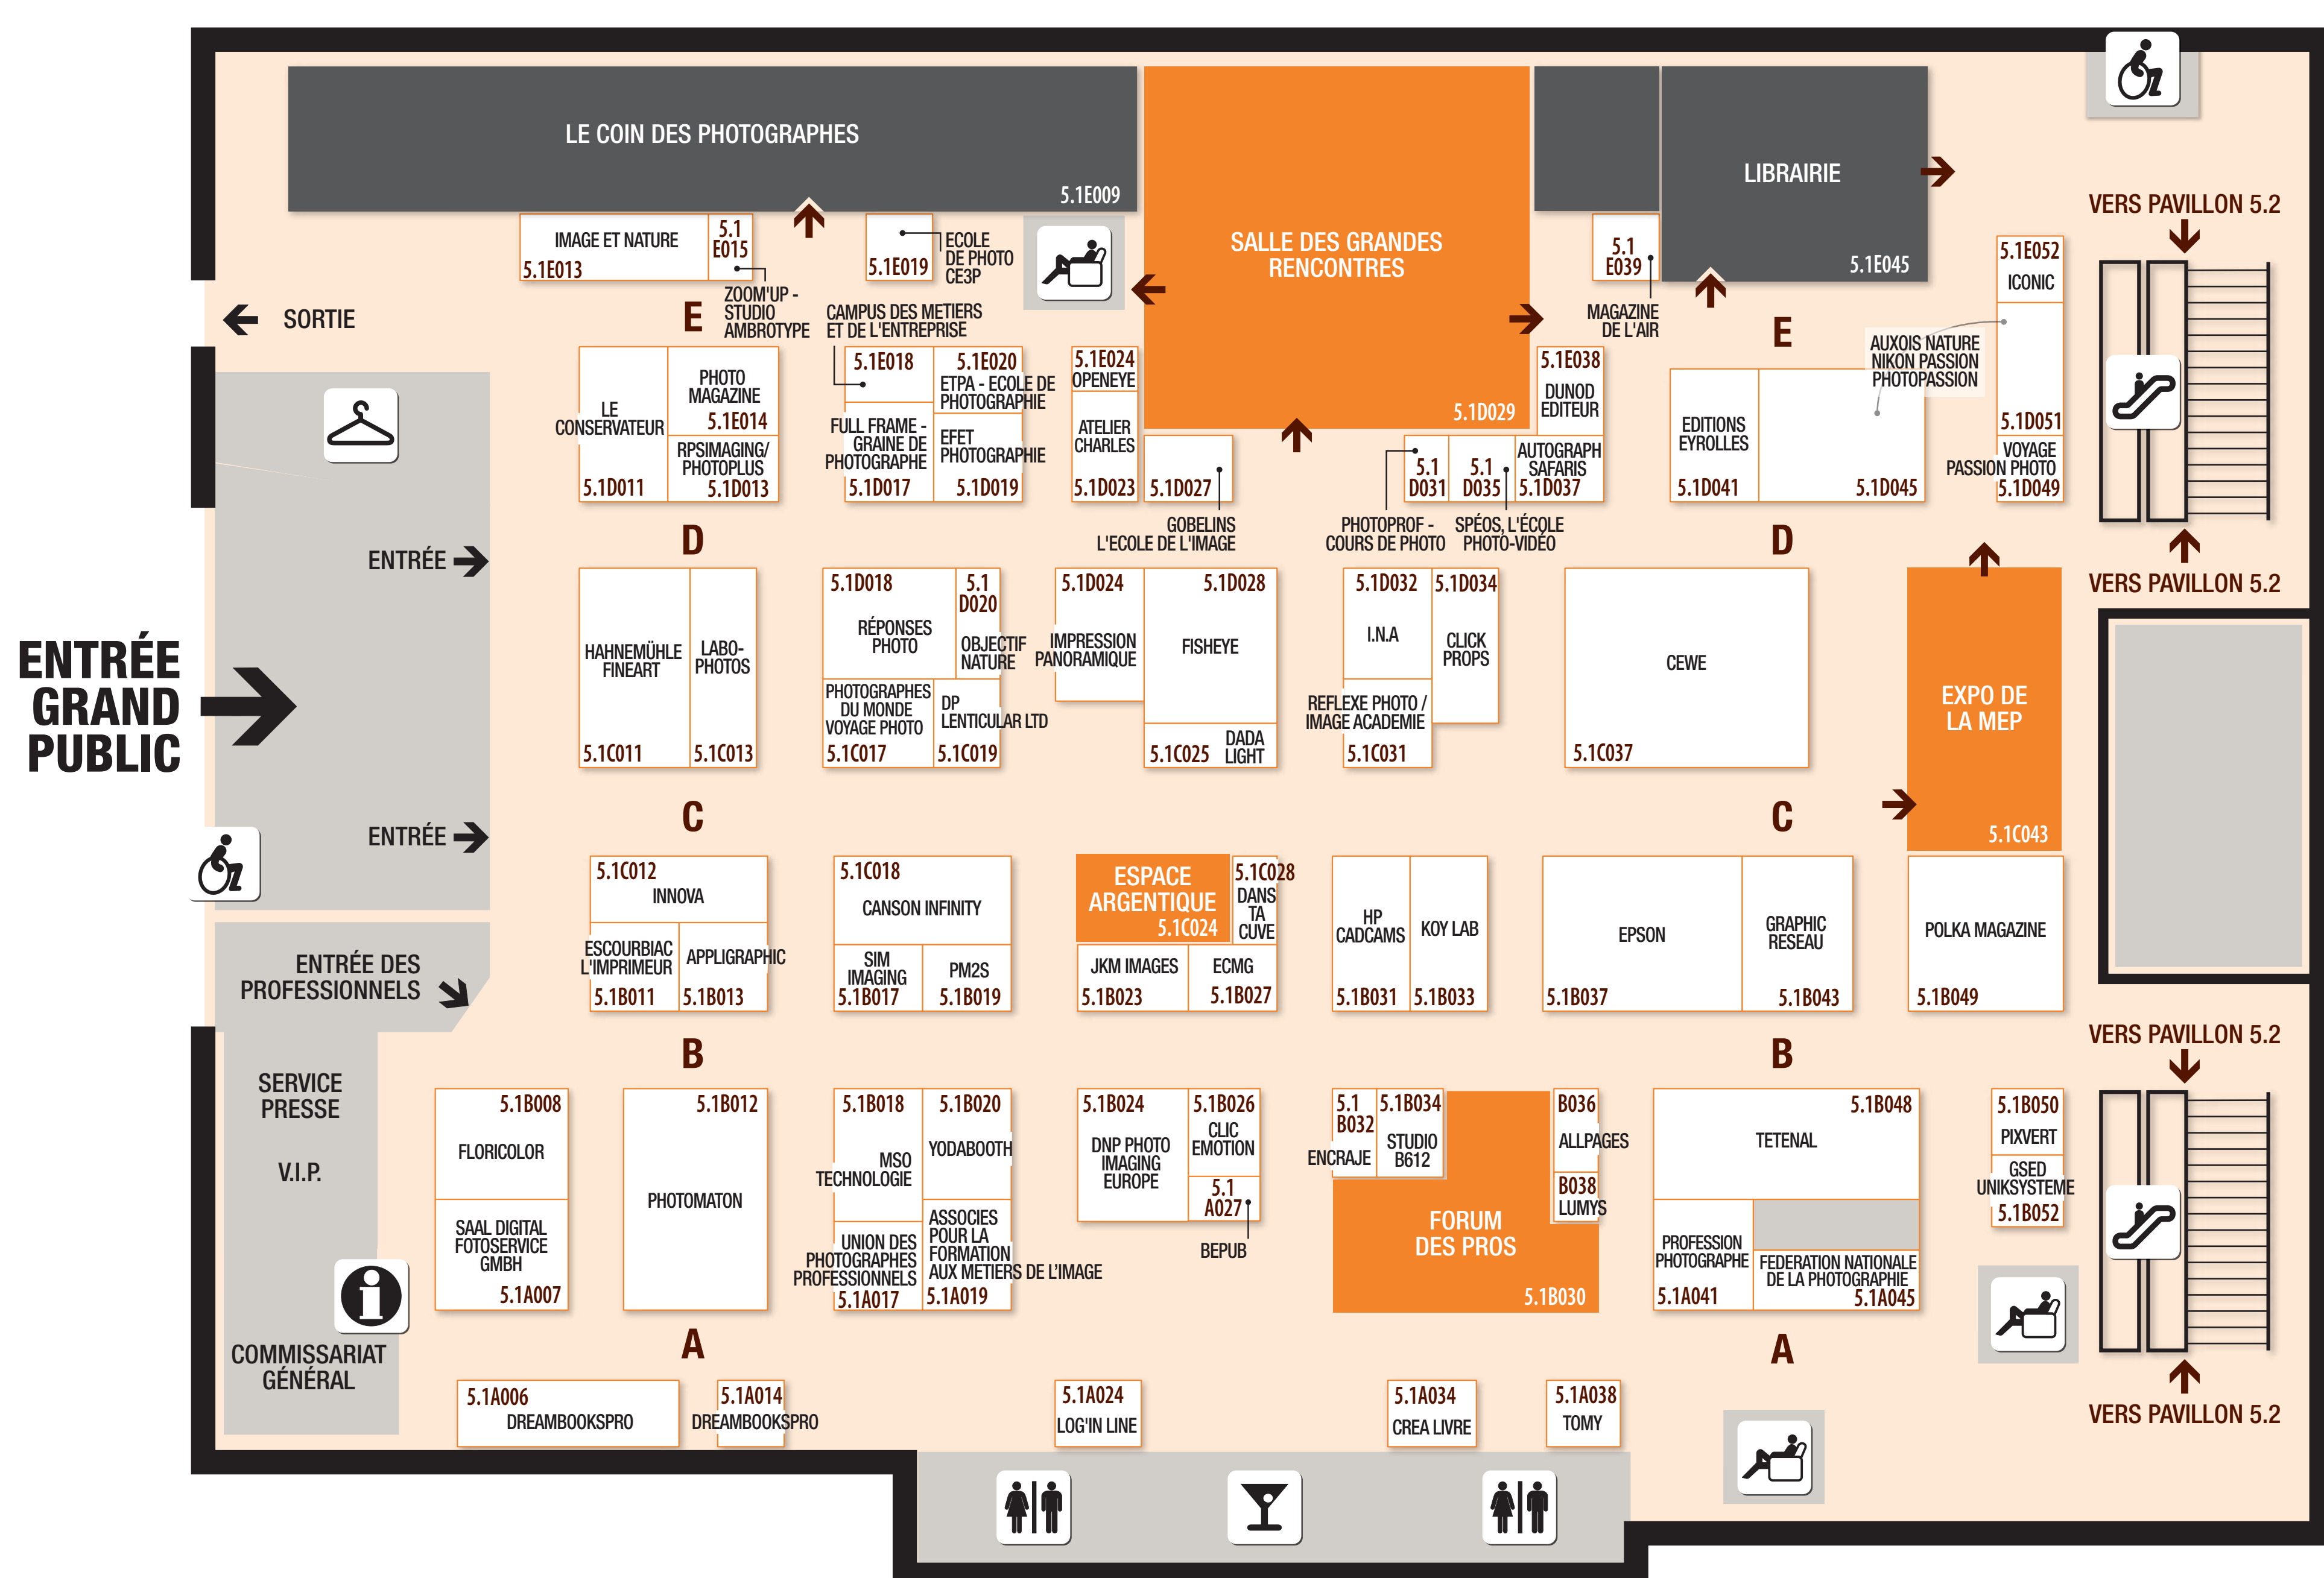 LE COIN DES PHOTOGRAPHES
5.1E009
SALLE DES GRANDES
RENCONTRES
5.1D029
LIBRAIRIE
5.1E045
VERS PAVILLON 5.2
IMAGE ET NATURE
5.1E013
5.1
E015
ZOOM'UP -
STUDIO
AMBROTYPE
5.1E019
ECOLE
DE PHOTO
CE3P
5.1
E039
MAGAZINE
DE L'AIR
5.1E052
ICONIC
SORTIE
E
E
CAMPUS DES METIERS
ET DE L'ENTREPRISE
AUXOIS NATURE
NIKON PASSION
PHOTOPASSION
LE
CONSERVATEUR
5.1D011
PHOTO
MAGAZINE
5.1E014
RPSIMAGING/
PHOTOPLUS
5.1D013
5.1E018
FULL FRAME -
GRAINE DE
PHOTOGRAPHE
5.1D017
5.1E020
ETPA - ECOLE DE
PHOTOGRAPHIE
EFET
PHOTOGRAPHIE
5.1D019
5.1E024
OPENEYE
ATELIER
CHARLES
5.1D023
5.1D027
GOBELINS
L'ECOLE DE L'IMAGE
5.1
D031
PHOTOPROF -
COURS DE PHOTO
5.1
D035
SPÉOS, L'ÉCOLE
PHOTO-VIDÉO
5.1E038
DUNOD
EDITEUR
AUTOGRAPH
SAFARIS
5.1D037
EDITIONS
EYROLLES
5.1D041
5.1D045
5.1D051
VOYAGE
PASSION PHOTO
5.1D049
ENTRÉE
D
D
VERS PAVILLON 5.2
ENTRÉE
GRAND
PUBLIC
HAHNEMÜHLE
FINEART
5.1C011
LABO-
PHOTOS
5.1C013
5.1D018
RÉPONSES
PHOTO
5.1
D020
OBJECTIF
NATURE
PHOTOGRAPHES
DU MONDE
VOYAGE PHOTO
5.1C017
DP
LENTICULAR LTD
5.1C019
5.1D024
IMPRESSION
PANORAMIQUE
5.1D028
FISHEYE
5.1C025
DADA
LIGHT
5.1D032
I.N.A
5.1D034
CLICK
PROPS
REFLEXE PHOTO /
IMAGE ACADEMIE
5.1C031
CEWE
5.1C037
EXPO DE
LA MEP
5.1C043
ENTRÉE
C
C
5.1C012
INNOVA
ESCOURBIAC
L'IMPRIMEUR
5.1B011
APPLIGRAPHIC
5.1B013
5.1C018
CANSON INFINITY
SIM
IMAGING
5.1B017
PM2S
5.1B019
ESPACE
ARGENTIQUE
5.1C024
5.1C028
DANS
TA
CUVE
JKM IMAGES
5.1B023
ECMG
5.1B027
HP
CADCAMS
5.1B031
KOY LAB
5.1B033
EPSON
5.1B037
GRAPHIC
RESEAU
5.1B043
POLKA MAGAZINE
5.1B049
ENTRÉE DES
PROFESSIONNELS
B
B
VERS PAVILLON 5.2
SERVICE
PRESSE
V.I.P.
5.1B008
FLORICOLOR
SAAL DIGITAL
FOTOSERVICE
GMBH
5.1A007
5.1B012
PHOTOMATON
5.1B018
MSO
TECHNOLOGIE
UNION DES
PHOTOGRAPHES
PROFESSIONNELS
5.1A017
5.1B020
YODABOOTH
ASSOCIES
POUR LA
FORMATION
AUX METIERS DE L'IMAGE
5.1A019
5.1B024
DNP PHOTO
IMAGING
EUROPE
5.1B026
CLIC
EMOTION
5.1
A027
BEPUB
5.1
B032
ENCRAJE
5.1B034
STUDIO
B612
FORUM
DES PROS
5.1B030
B036
ALLPAGES
B038
LUMYS
5.1B048
TETENAL
PROFESSION
PHOTOGRAPHE
5.1A041
FEDERATION NATIONALE
DE LA PHOTOGRAPHIE
5.1A045
5.1B050
PIXVERT
GSED
UNIKSYSTEME
5.1B052
COMMISSARIAT
GÉNÉRAL
A
A
5.1A006
DREAMBOOKSPRO
5.1A014
DREAMBOOKSPRO
5.1A024
LOG'IN LINE
5.1A034
CREA LIVRE
5.1A038
TOMY
VERS PAVILLON 5.2